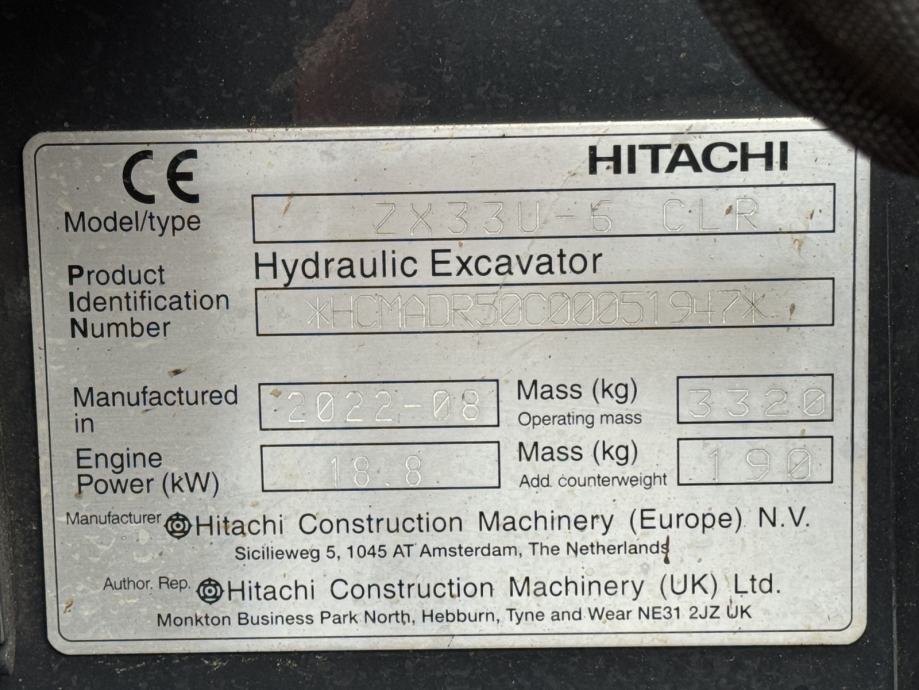 CE
HITACHI
Model/type ZX33U-6 CLR
Hydraulic Excavator
Product Identification Number
*HCMADR50C00051947*
Manufactured in 2022-08
Mass (kg) Operating mass 3320
Engine Power (kW) 18.8
Mass (kg) Add. counterweight 190
Manufacturer Hitachi Construction Machinery (Europe) N.V.
Sicilieweg 5, 1045 AT Amsterdam, The Netherlands
Author. Rep. Hitachi Construction Machinery (UK) Ltd.
Monkton Business Park North, Hebburn, Tyne and Wear NE31 2JZ UK